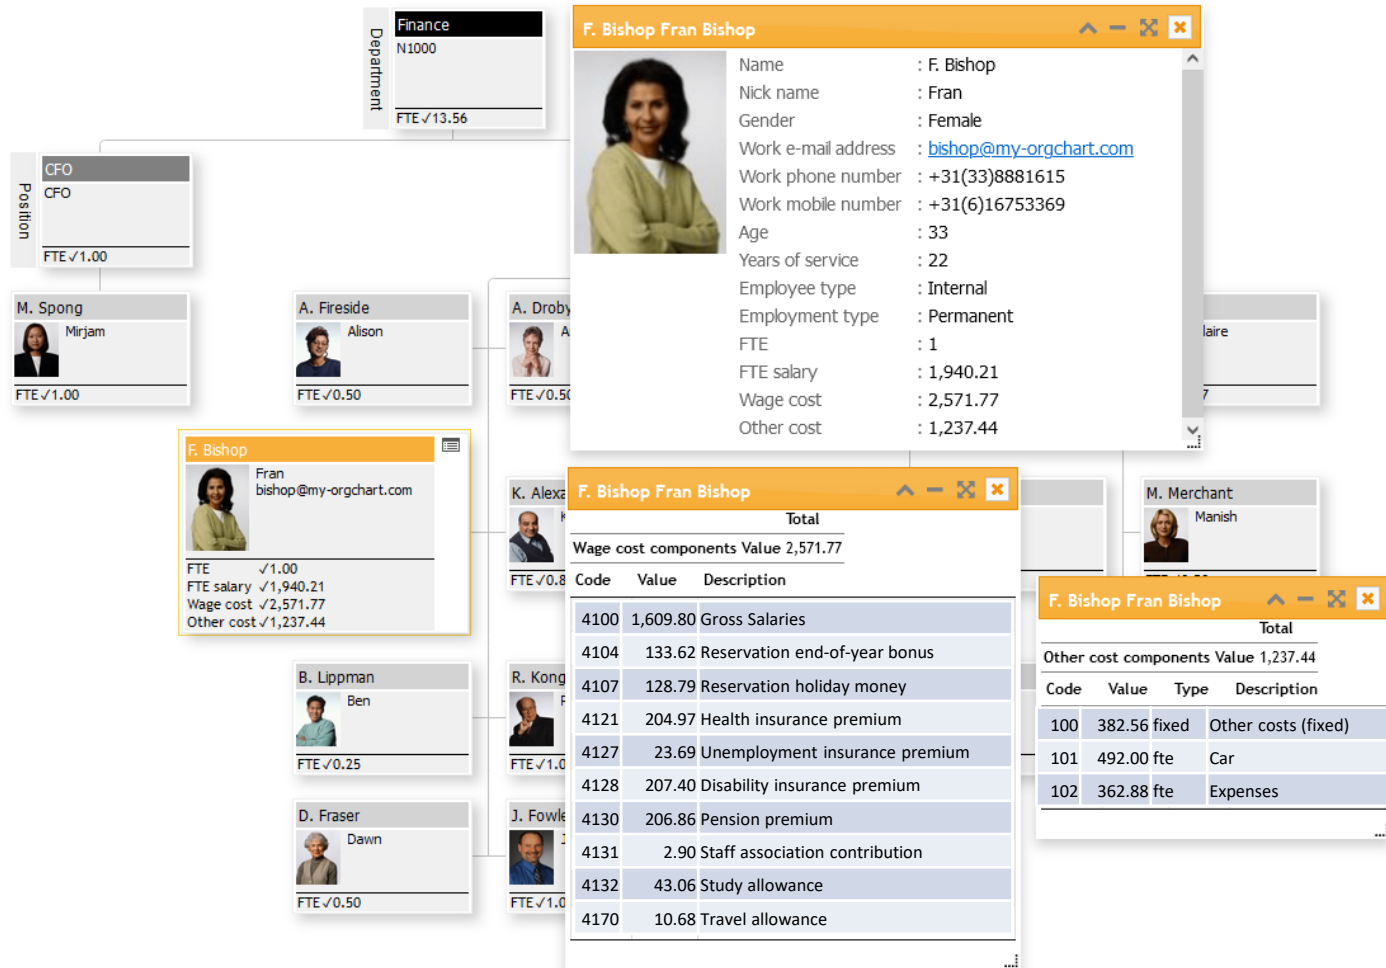 Department
Finance
N1000
FTE ✓13.56
Position
CFO
CFO
FTE ✓1.00
M. Spong
Mirjam
FTE ✓1.00
A. Fireside
Alison
FTE ✓0.50
A. Droby
A
FTE ✓0.50
laire
7
F. Bishop Fran Bishop
Name : F. Bishop
Nick name : Fran
Gender : Female
Work e-mail address : bishop@my-orgchart.com
Work phone number : +31(33)8881615
Work mobile number : +31(6)16753369
Age : 33
Years of service : 22
Employee type : Internal
Employment type : Permanent
FTE : 1
FTE salary : 1,940.21
Wage cost : 2,571.77
Other cost : 1,237.44
F. Bishop
Fran
bishop@my-orgchart.com
FTE ✓1.00
FTE salary ✓1,940.21
Wage cost ✓2,571.77
Other cost ✓1,237.44
K. Alexa
FTE ✓0.8
M. Merchant
Manish
B. Lippman
Ben
FTE ✓0.25
R. Kong
FTE ✓1.0
D. Fraser
Dawn
FTE ✓0.50
J. Fowle
FTE ✓1.0
F. Bishop Fran Bishop
Total
Wage cost components Value 2,571.77
Code Value Description
4100 1,609.80 Gross Salaries
4104 133.62 Reservation end-of-year bonus
4107 128.79 Reservation holiday money
4121 204.97 Health insurance premium
4127 23.69 Unemployment insurance premium
4128 207.40 Disability insurance premium
4130 206.86 Pension premium
4131 2.90 Staff association contribution
4132 43.06 Study allowance
4170 10.68 Travel allowance
F. Bishop Fran Bishop
Total
Other cost components Value 1,237.44
Code Value Type Description
100 382.56 fixed Other costs (fixed)
101 492.00 fte Car
102 362.88 fte Expenses